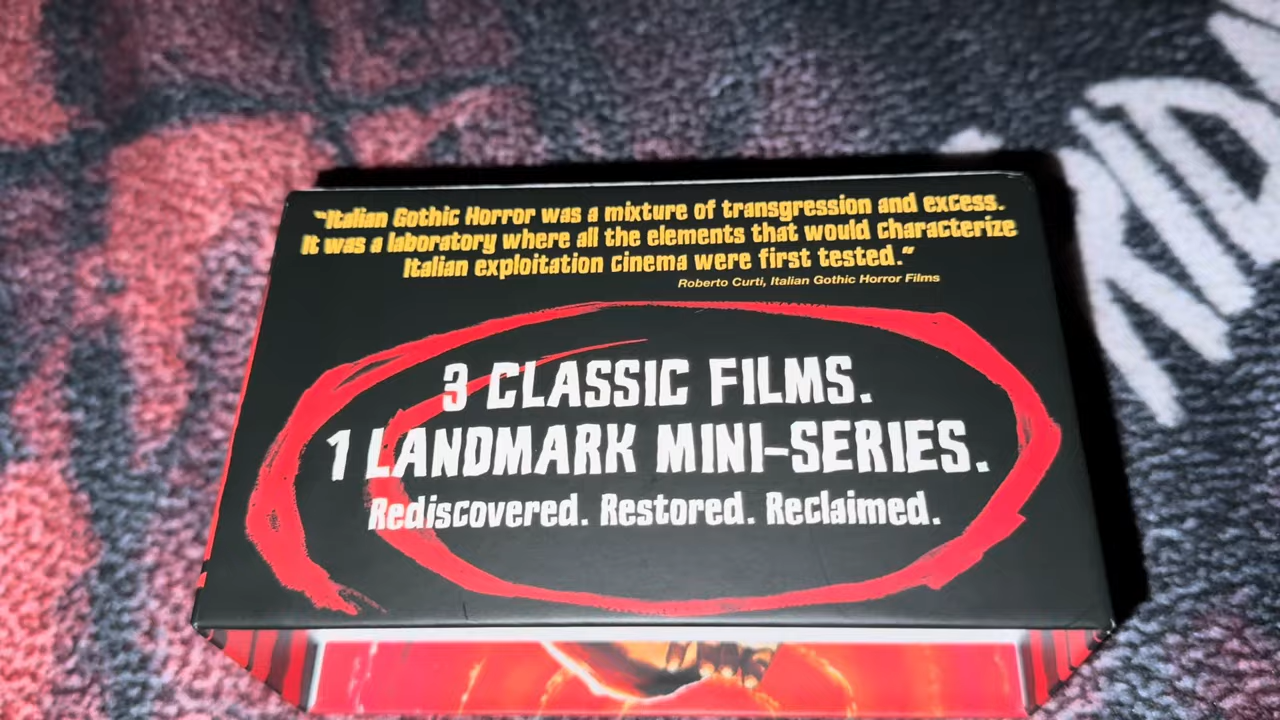 "Italian Gothic Horror was a mixture of transgression and excess.
It was a laboratory where all the elements that would characterize
Italian exploitation cinema were first tested."
Roberto Curti, Italian Gothic Horror Films
3 CLASSIC FILMS.
1 LANDMARK MINI-SERIES.
Rediscovered. Restored. Reclaimed.